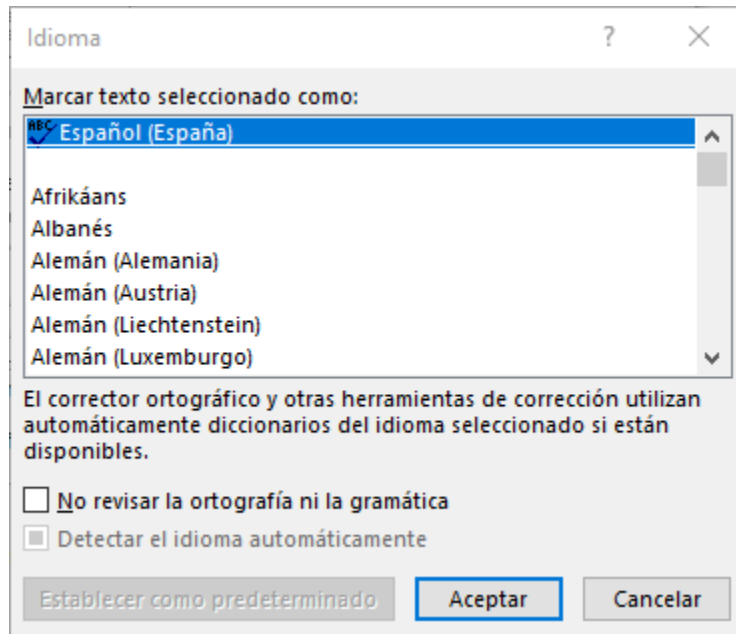 Idioma
?
Marcar texto seleccionado como:
ABC Español (España)
Afrikáans
Albanés
Alemán (Alemania)
Alemán (Austria)
Alemán (Liechtenstein)
Alemán (Luxemburgo)
El corrector ortográfico y otras herramientas de corrección utilizan
automáticamente diccionarios del idioma seleccionado si están
disponibles.
No revisar la ortografía ni la gramática
Detectar el idioma automáticamente
Establecer como predeterminado Aceptar Cancelar